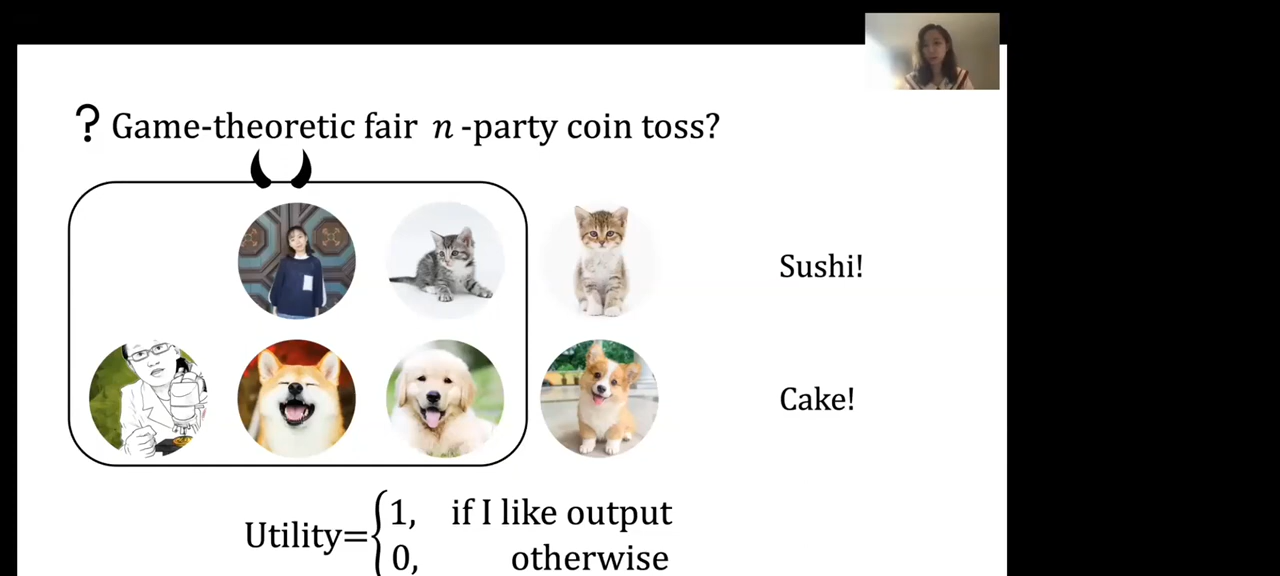 ? Game-theoretic fair n -party coin toss?
Sushi!
Cake!
Utility= { 1, if I like output
0, otherwise